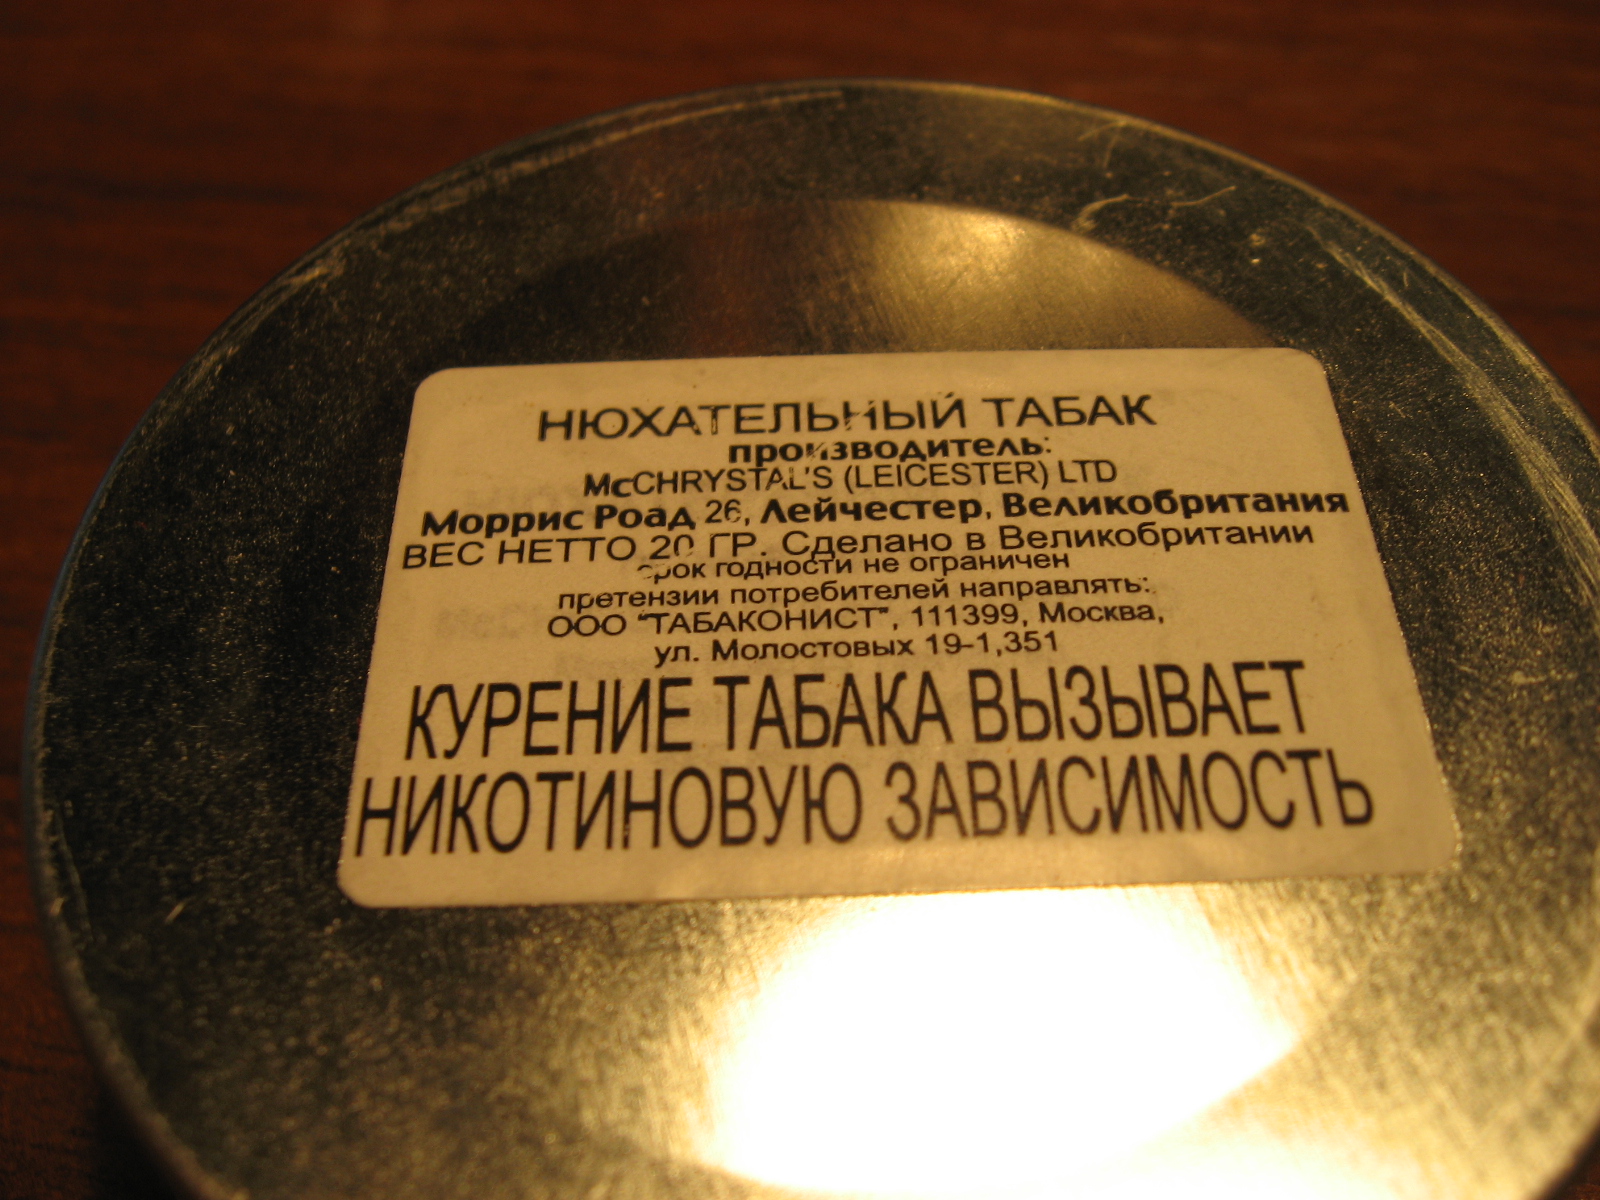 НЮХАТЕЛЬНЫЙ ТАБАК
производитель:
McCHRYSTAL'S (LEICESTER) LTD
Моррис Роад 26, Лейчестер, Великобритания
ВЕС НЕТТО 20 ГР. Сделано в Великобритании
срок годности не ограничен
претензии потребителей направлять:
ООО "ТАБАКОНИСТ", 111399, Москва,
ул. Молостовых 19-1,351
КУРЕНИЕ ТАБАКА ВЫЗЫВАЕТ
НИКОТИНОВУЮ ЗАВИСИМОСТЬ